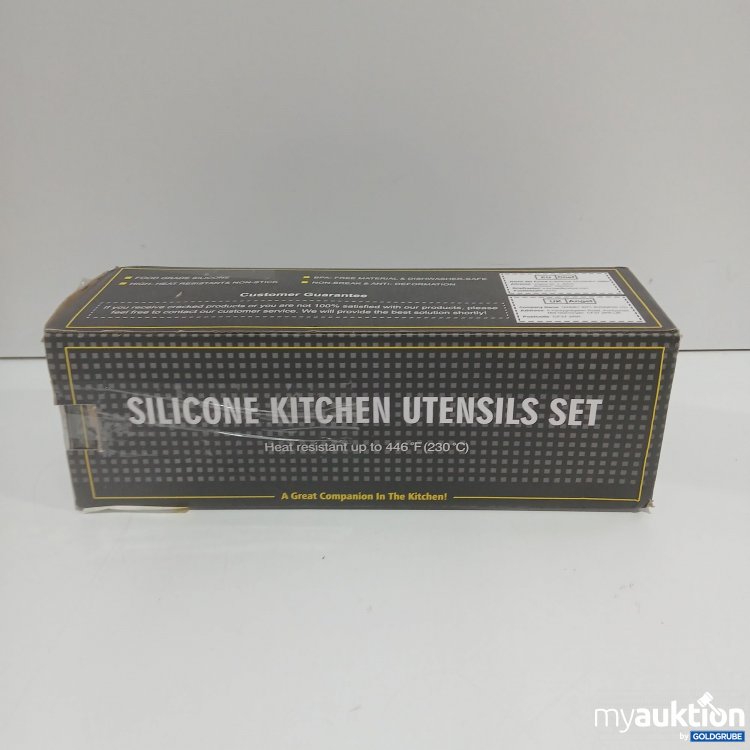 FOOD GRADE SILICONE
BPA- FREE MATERIAL & DISHWASHER-SAFE
HIGH- HEAT RESISTANT& NON-STICK
NON-BREAK & ANTI- DEFORMATION
Customer Guarantee
If you receive cracked products or you are not 100% satisfied with our products, please
feel free to contact our customer service. We will provide the best solution shortly!
UK
SILICONE KITCHEN UTENSILS SET
Heat resistant up to 446°F (230°C)
A Great Companion In The Kitchen!
myauktion
by GOLDGRUBE